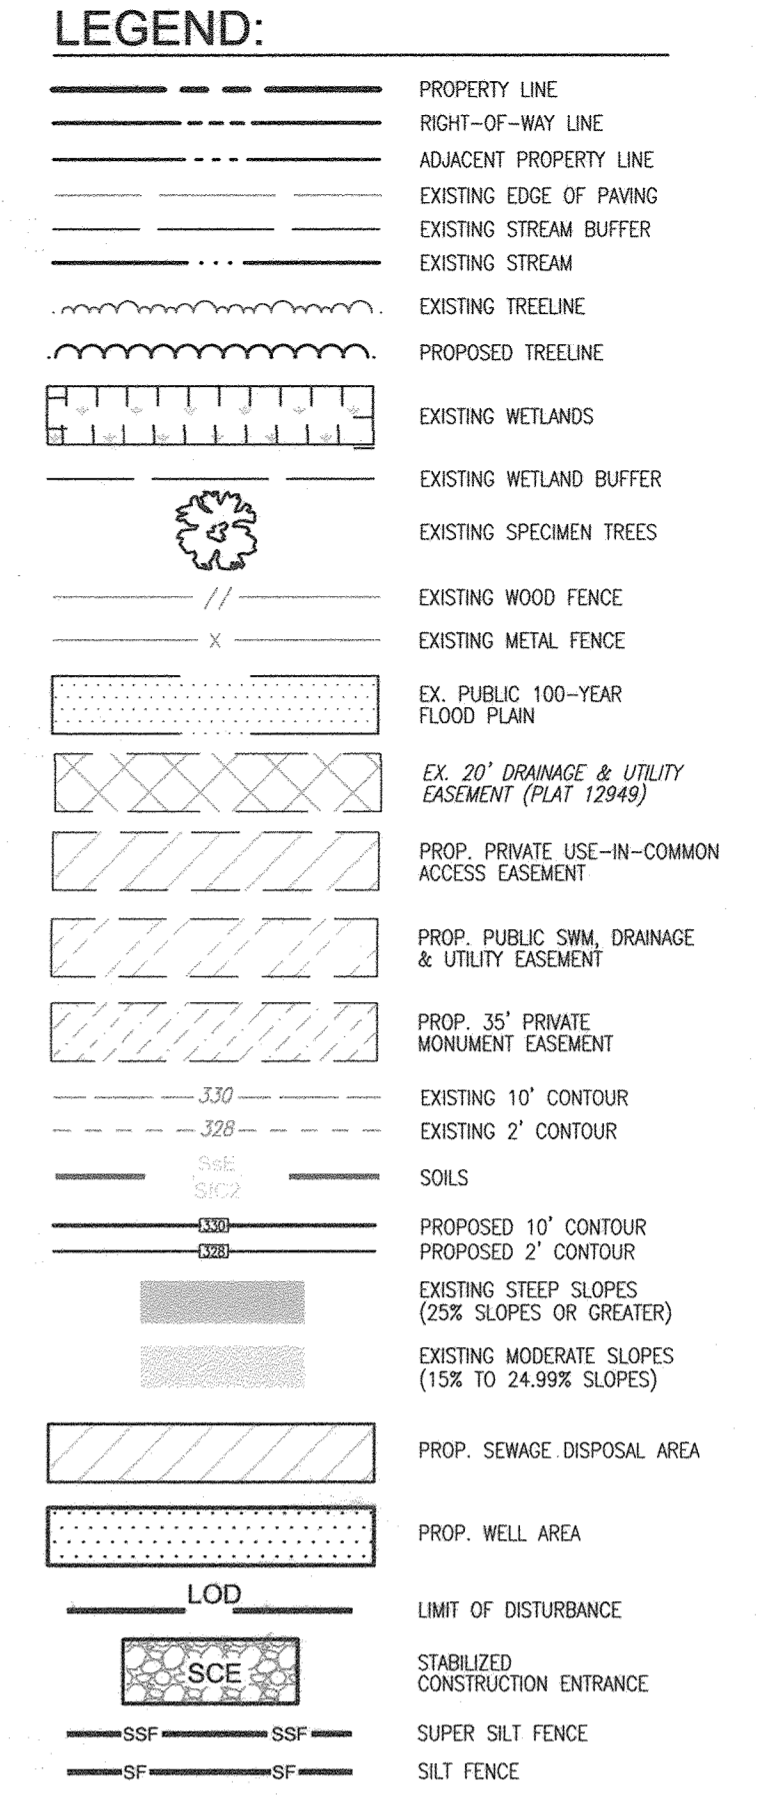 LEGEND:
PROPERTY LINE
RIGHT-OF-WAY LINE
ADJACENT PROPERTY LINE
EXISTING EDGE OF PAVING
EXISTING STREAM BUFFER
EXISTING STREAM
EXISTING TREELINE
PROPOSED TREELINE
EXISTING WETLANDS
EXISTING WETLAND BUFFER
EXISTING SPECIMEN TREES
// EXISTING WOOD FENCE
X EXISTING METAL FENCE
EX. PUBLIC 100-YEAR
FLOOD PLAIN
EX. 20' DRAINAGE & UTILITY
EASEMENT (PLAT 12949)
PROP. PRIVATE USE-IN-COMMON
ACCESS EASEMENT
PROP. PUBLIC SWM, DRAINAGE
& UTILITY EASEMENT
PROP. 35' PRIVATE
MONUMENT EASEMENT
330 EXISTING 10' CONTOUR
328 EXISTING 2' CONTOUR
SsE
SIC2
SOILS
330 PROPOSED 10' CONTOUR
328 PROPOSED 2' CONTOUR
EXISTING STEEP SLOPES
(25% SLOPES OR GREATER)
EXISTING MODERATE SLOPES
(15% TO 24.99% SLOPES)
PROP. SEWAGE DISPOSAL AREA
PROP. WELL AREA
LOD
LIMIT OF DISTURBANCE
SCE
STABILIZED
CONSTRUCTION ENTRANCE
SSF SSF SUPER SILT FENCE
SF SF SILT FENCE